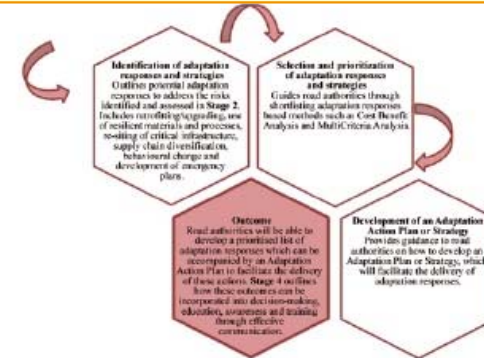 Identification of adaptation
responses and strategies
Outlines potential adaptation
responses to address the risks
identified and assessed in Stage 2.
Includes retrofitting/upgrading, use
of resilient materials and processes,
re-siting of critical infrastructure,
supply chain diversification,
behavioural change and
development of emergency
plans.
Selection and prioritization
of adaptation responses
and strategies
Guides road authorities through
shortlisting adaptation responses
based methods such as Cost Benefit
Analysis and MultiCriteria Analysis.
Development of an Adaptation
Action Plan or Strategy
Provides guidance to road
authorities on how to develop an
Adaptation Plan or Strategy, which
will facilitate the delivery of
adaptation responses.
Outcome
Road authorities will be able to
develop a prioritised list of
adaptation responses which can be
accompanied by an Adaptation
Action Plan to facilitate the delivery
of these actions. Stage 4 outlines
how these outcomes can be
incorporated into decision-making,
education, awareness and training
through effective
communication.